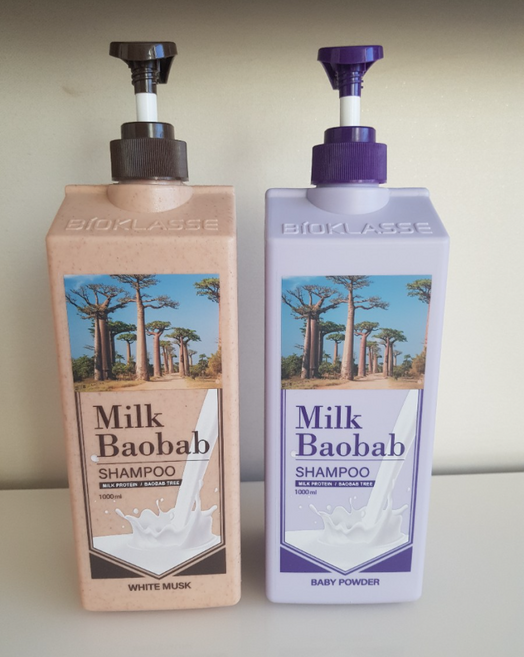 BIOKLASSE
Milk
Baobab
SHAMPOO
MILK PROTEIN / BAOBAB TREE
1000ml
WHITE MUSK
BIOKLASSE
Milk
Baobab
SHAMPOO
MILK PROTEIN / BAOBAB TREE
1000ml
BABY POWDER